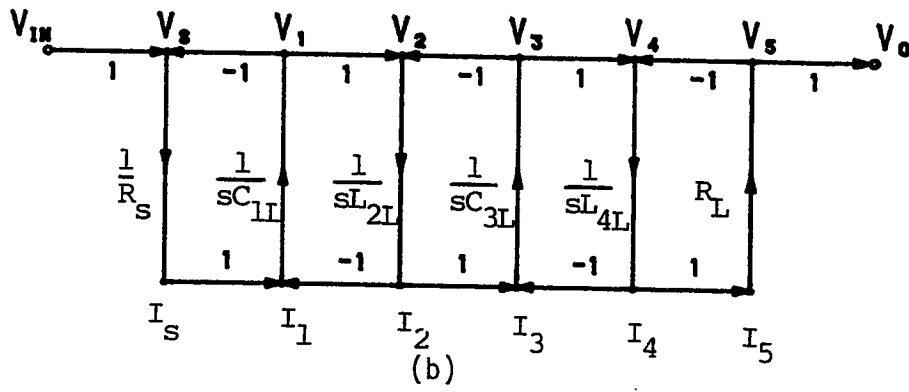 V_IN V_S V_1 V_2 V_3 V_4 V_5 V_O
1 -1 1 -1 1 -1 1
1/R_S 1/sC_1L 1/sL_2L 1/sC_3L 1/sL_4L R_L
1 -1 1 -1 1
I_S I_1 I_2 I_3 I_4 I_5
(b)